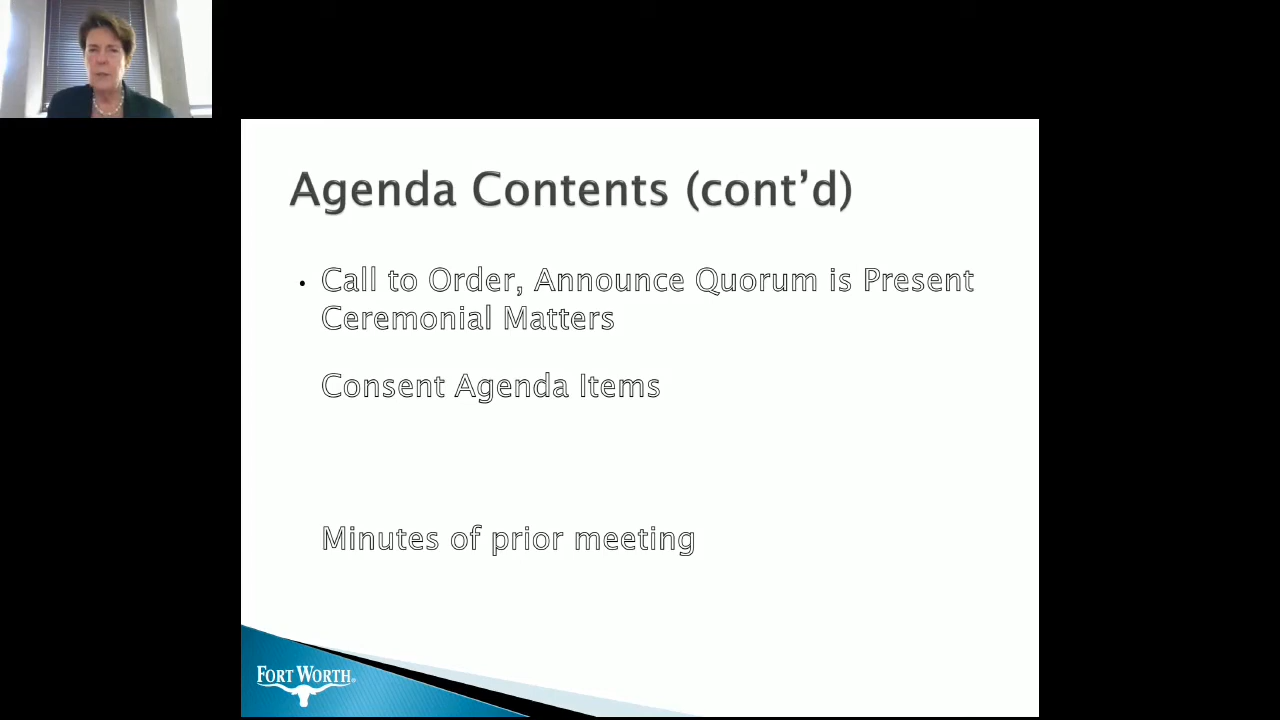 Agenda Contents (cont’d)
• Call to Order, Announce Quorum is Present
Ceremonial Matters
Consent Agenda Items
Minutes of prior meeting
FORT WORTH®